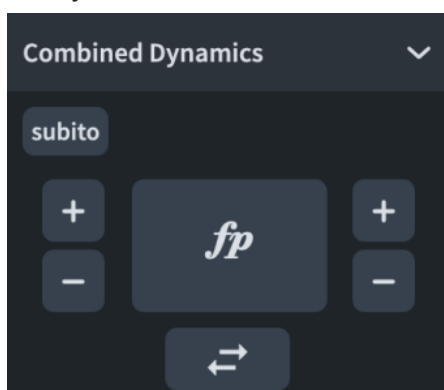 Combined Dynamics
subito
+ fp +
− −